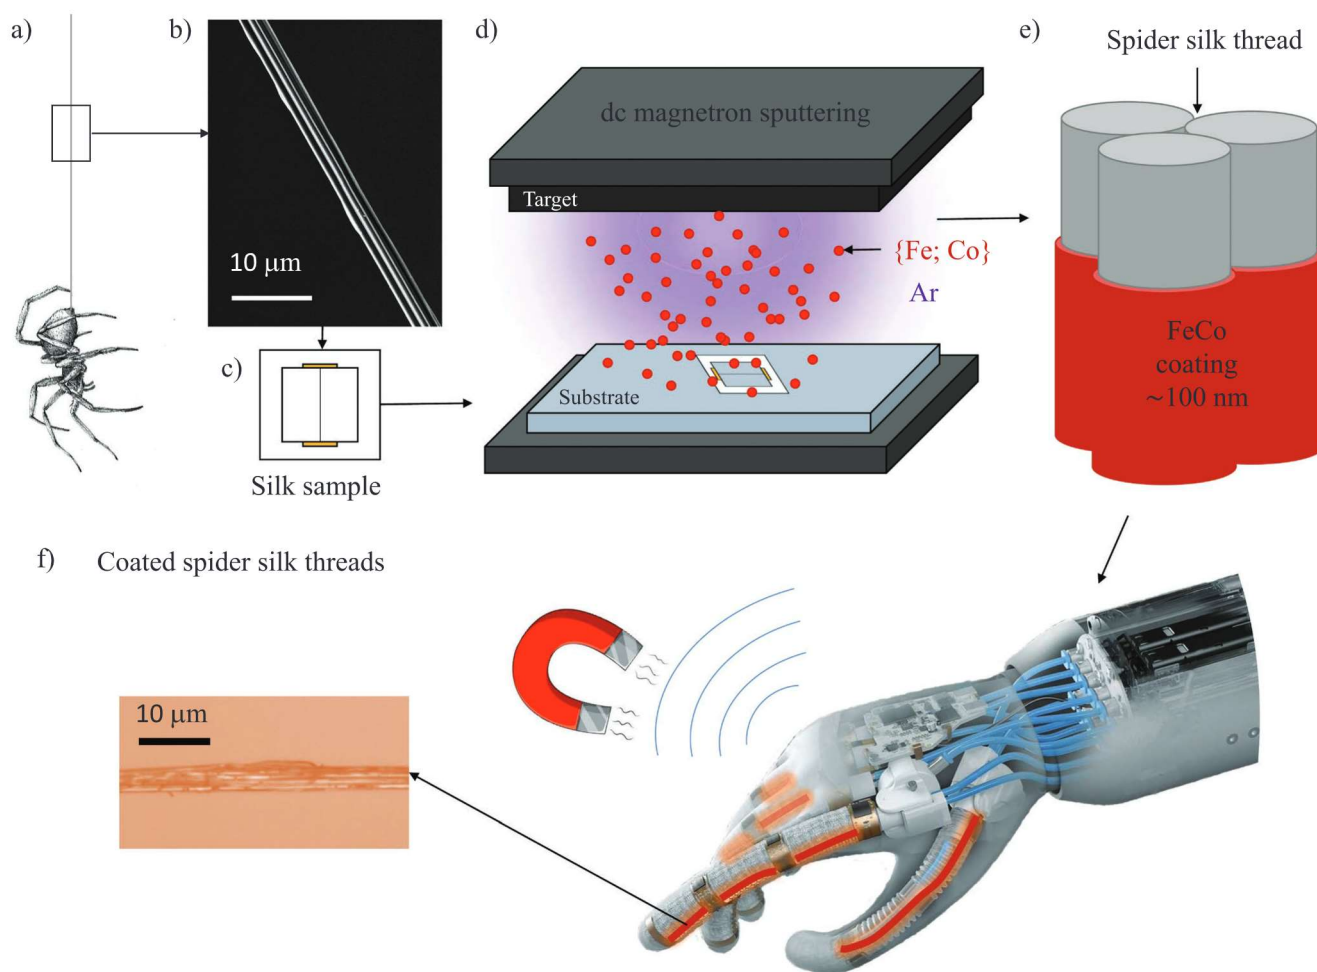 a)
b)
10 μm
c)
Silk sample
d)
dc magnetron sputtering
Target
{Fe; Co}
Ar
Substrate
e)
Spider silk thread
FeCo
coating
~100 nm
f)
Coated spider silk threads
10 μm